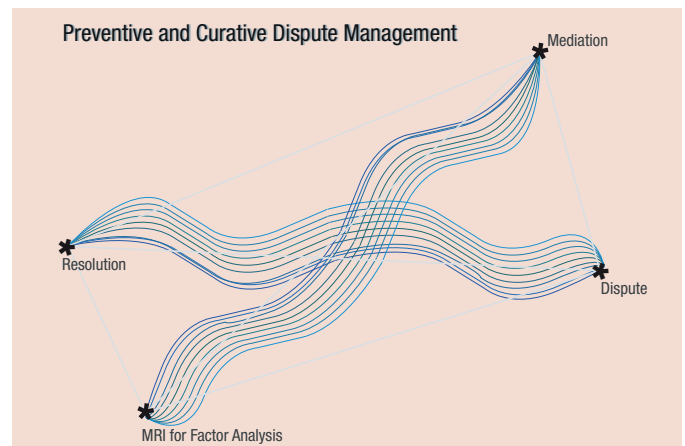 Preventive and Curative Dispute Management
Mediation
Resolution
Dispute
MRI for Factor Analysis